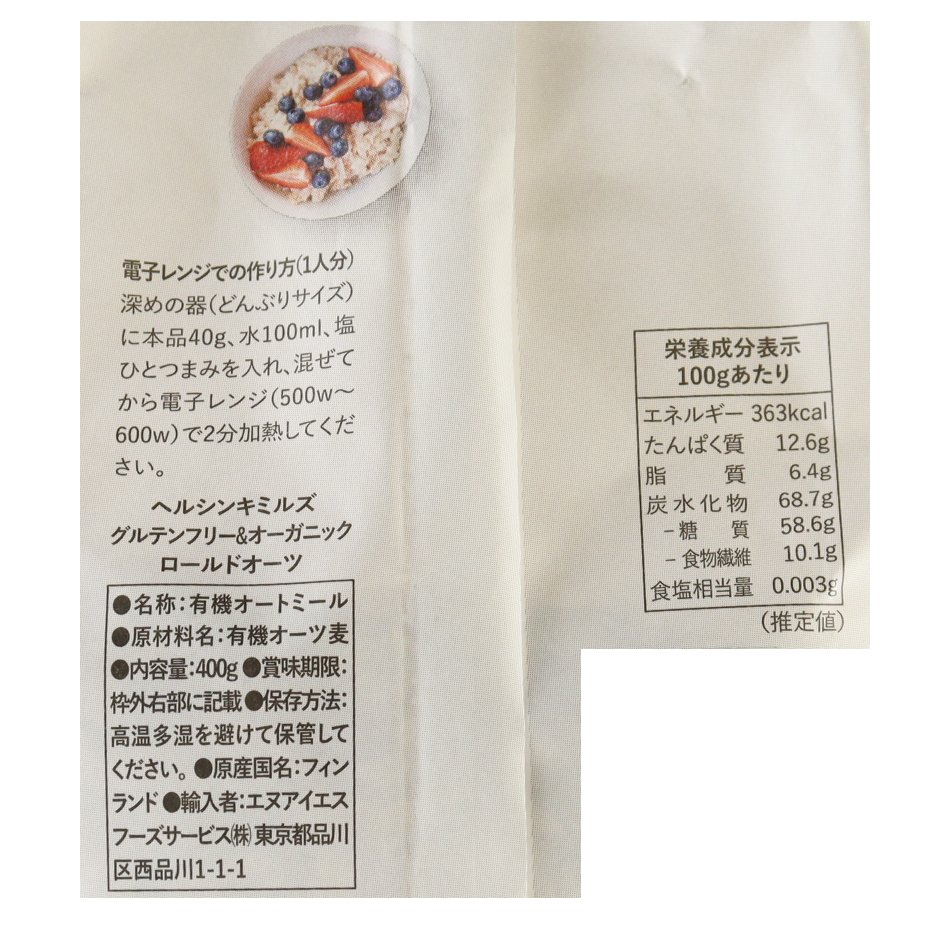 電子レンジでの作り方(1人分)
深めの器(どんぶりサイズ)
に本品40g、水100ml、塩
ひとつまみを入れ、混ぜて
から電子レンジ(500w〜
600w)で2分加熱してくだ
さい。
ヘルシンキミルズ
グルテンフリー&オーガニック
ロールドオーツ
●名称:有機オートミール
●原材料名:有機オーツ麦
●内容量:400g ●賞味期限:
枠外右部に記載 ●保存方法:
高温多湿を避けて保管して
ください。 ●原産国名:フィン
ランド ●輸入者:エヌアイエス
フーズサービス㈱ 東京都品川
区西品川1-1-1
栄養成分表示
100gあたり
エネルギー 363kcal
たんぱく質 12.6g
脂質 6.4g
炭水化物 68.7g
−糖質 58.6g
−食物繊維 10.1g
食塩相当量 0.003g
(推定値)